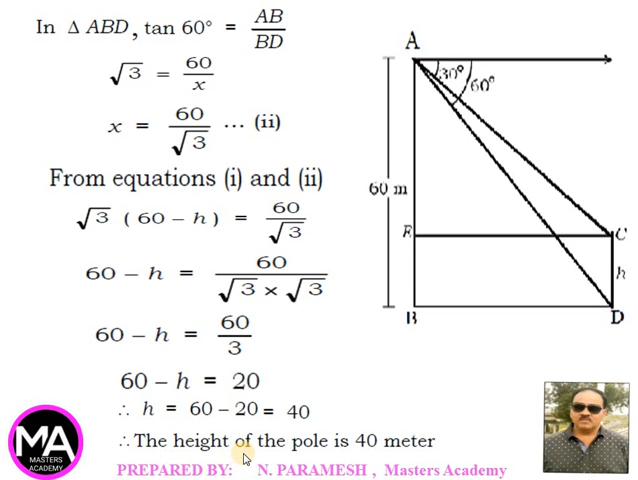 In Δ ABD, tan 60° = AB/BD
√3 = 60/x
x = 60/√3 ... (ii)
From equations (i) and (ii)
√3 ( 60 – h ) = 60/√3
60 – h = 60/(√3 × √3)
60 – h = 60/3
60 – h = 20
∴ h = 60 – 20 = 40
∴ The height of the pole is 40 meter
A
30°
60°
60 m
E
C
h
B
D
MA
MASTERS
ACADEMY
PREPARED BY: N. PARAMESH , Masters Academy